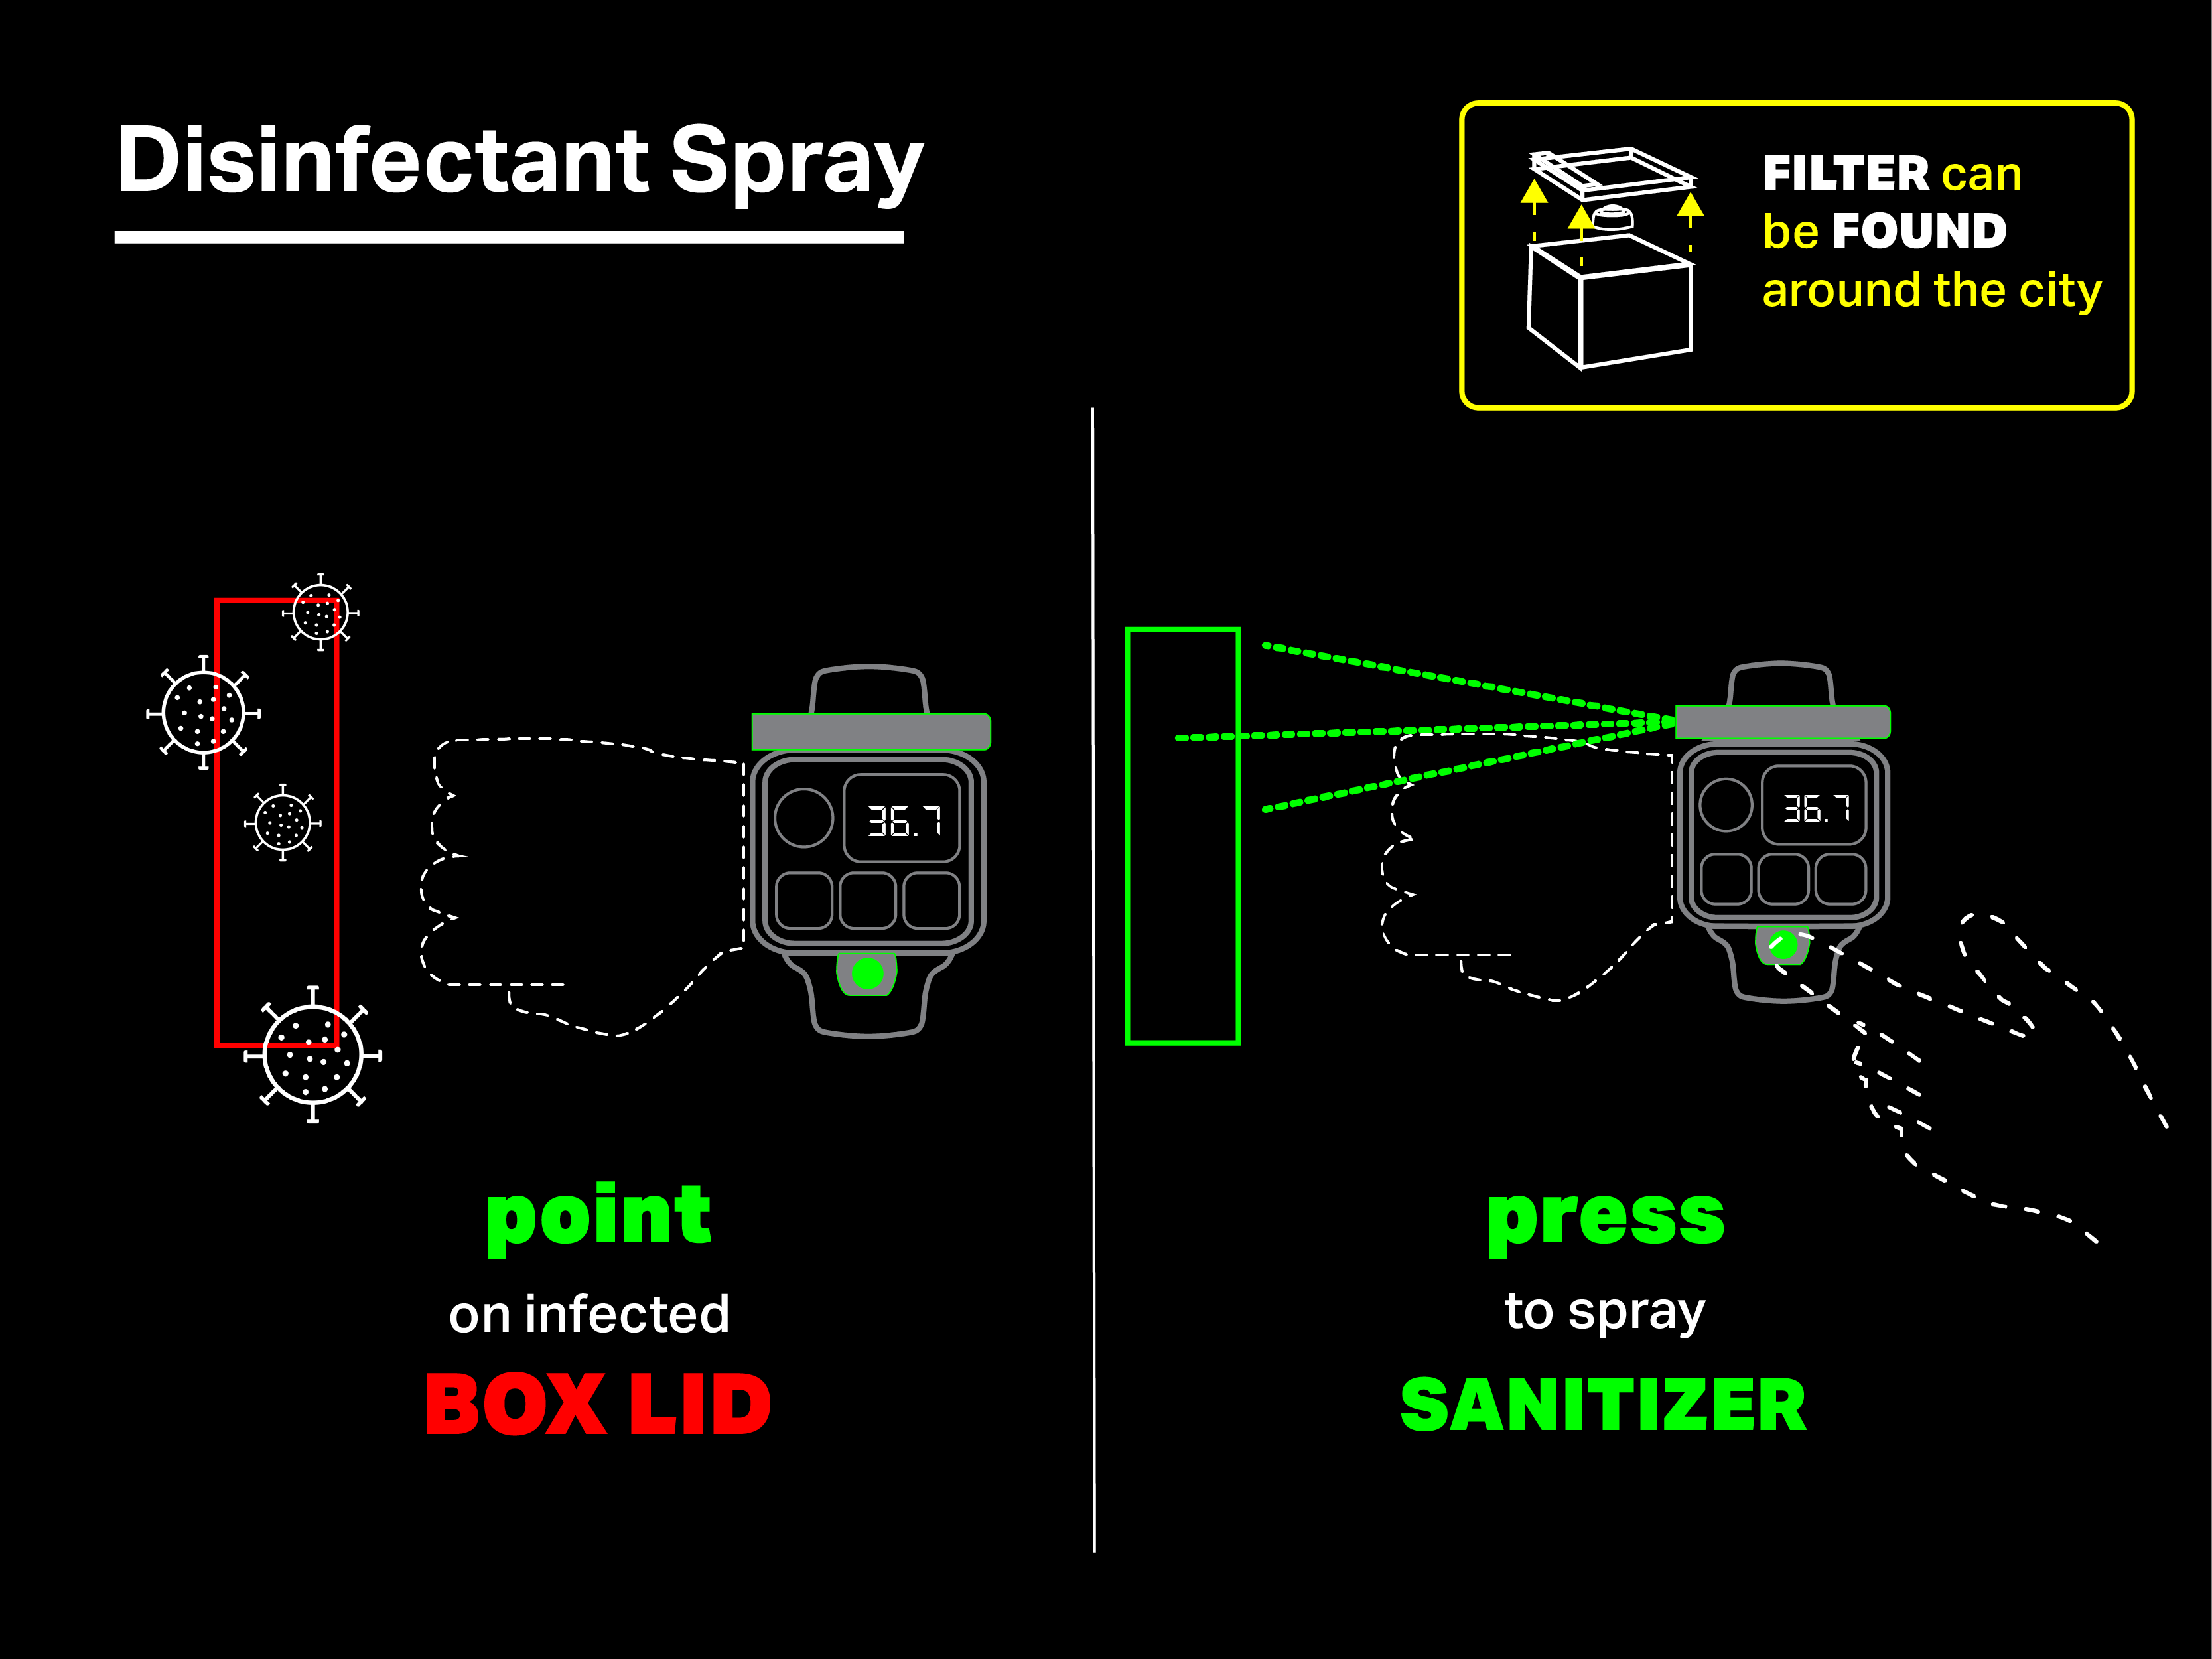 Disinfectant Spray
FILTER can
be FOUND
around the city
36.7
point
on infected
BOX LID
36.7
press
to spray
SANITIZER